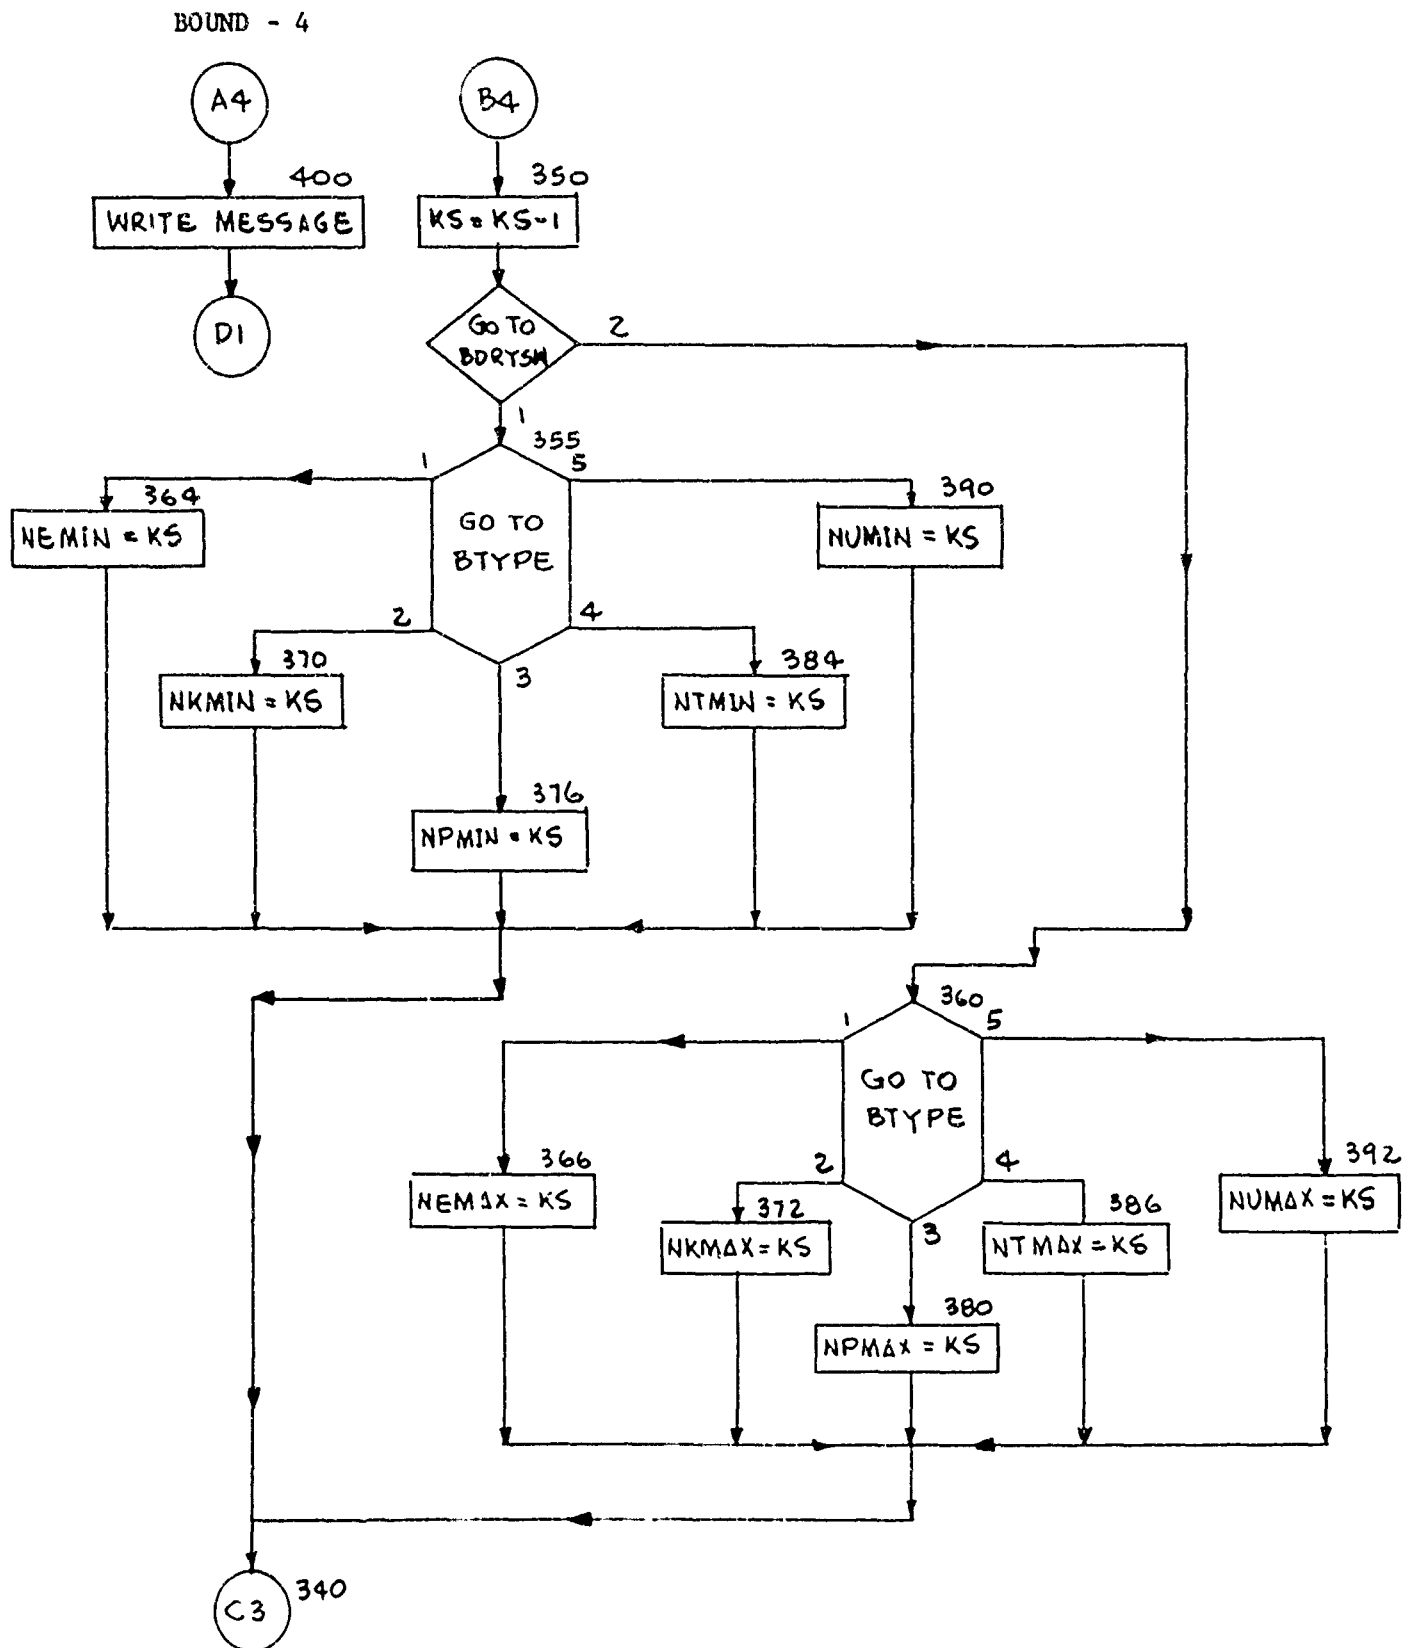 BOUND - 4
A4
B4
400
350
WRITE MESSAGE
KS = KS-1
D1
GO TO
BDRYSW
2
1
355
1
5
364
390
NEMIN = KS
GO TO
BTYPE
NUMIN = KS
2
4
370
3
384
NKMIN = KS
NTMIN = KS
376
NPMIN = KS
360
1
5
GO TO
BTYPE
366
2
4
392
NEMAX = KS
372
386
NUMAX = KS
3
NKMAX = KS
NTMAX = KS
380
NPMAX = KS
340
C3